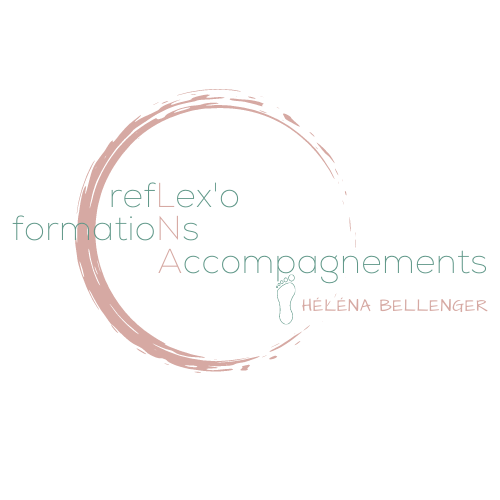 refLex'o
formatioNs
Accompagnements
HÉLÉNA BELLENGER